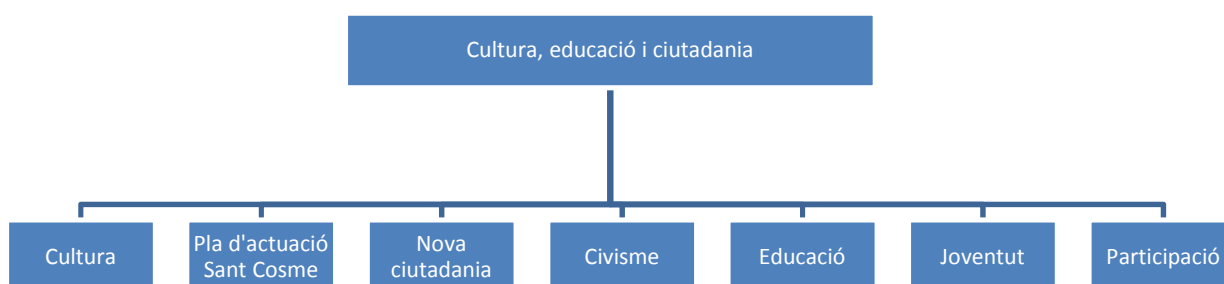 Cultura, educació i ciutadania
Cultura
Pla d'actuació
Sant Cosme
Nova
ciutadania
Civisme
Educació
Joventut
Participació